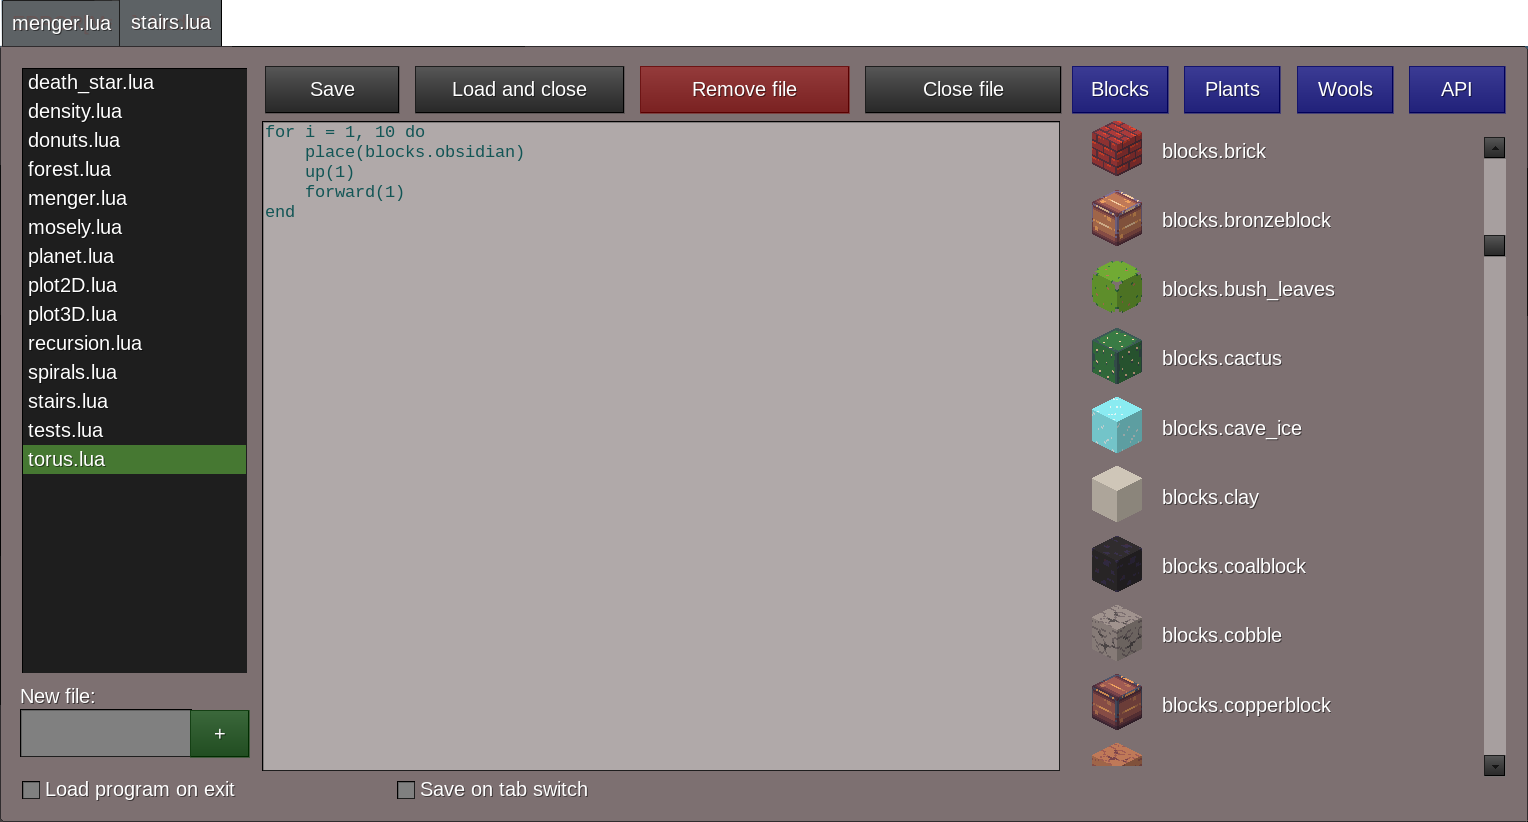 menger.lua
stairs.lua
death_star.lua
density.lua
donuts.lua
forest.lua
menger.lua
mosely.lua
planet.lua
plot2D.lua
plot3D.lua
recursion.lua
spirals.lua
stairs.lua
tests.lua
torus.lua
New file:
+
Load program on exit
Save on tab switch
Save
Load and close
Remove file
Close file
for i = 1, 10 do
    place(blocks.obsidian)
    up(1)
    forward(1)
end
Blocks
Plants
Wools
API
blocks.brick
blocks.bronzeblock
blocks.bush_leaves
blocks.cactus
blocks.cave_ice
blocks.clay
blocks.coalblock
blocks.cobble
blocks.copperblock